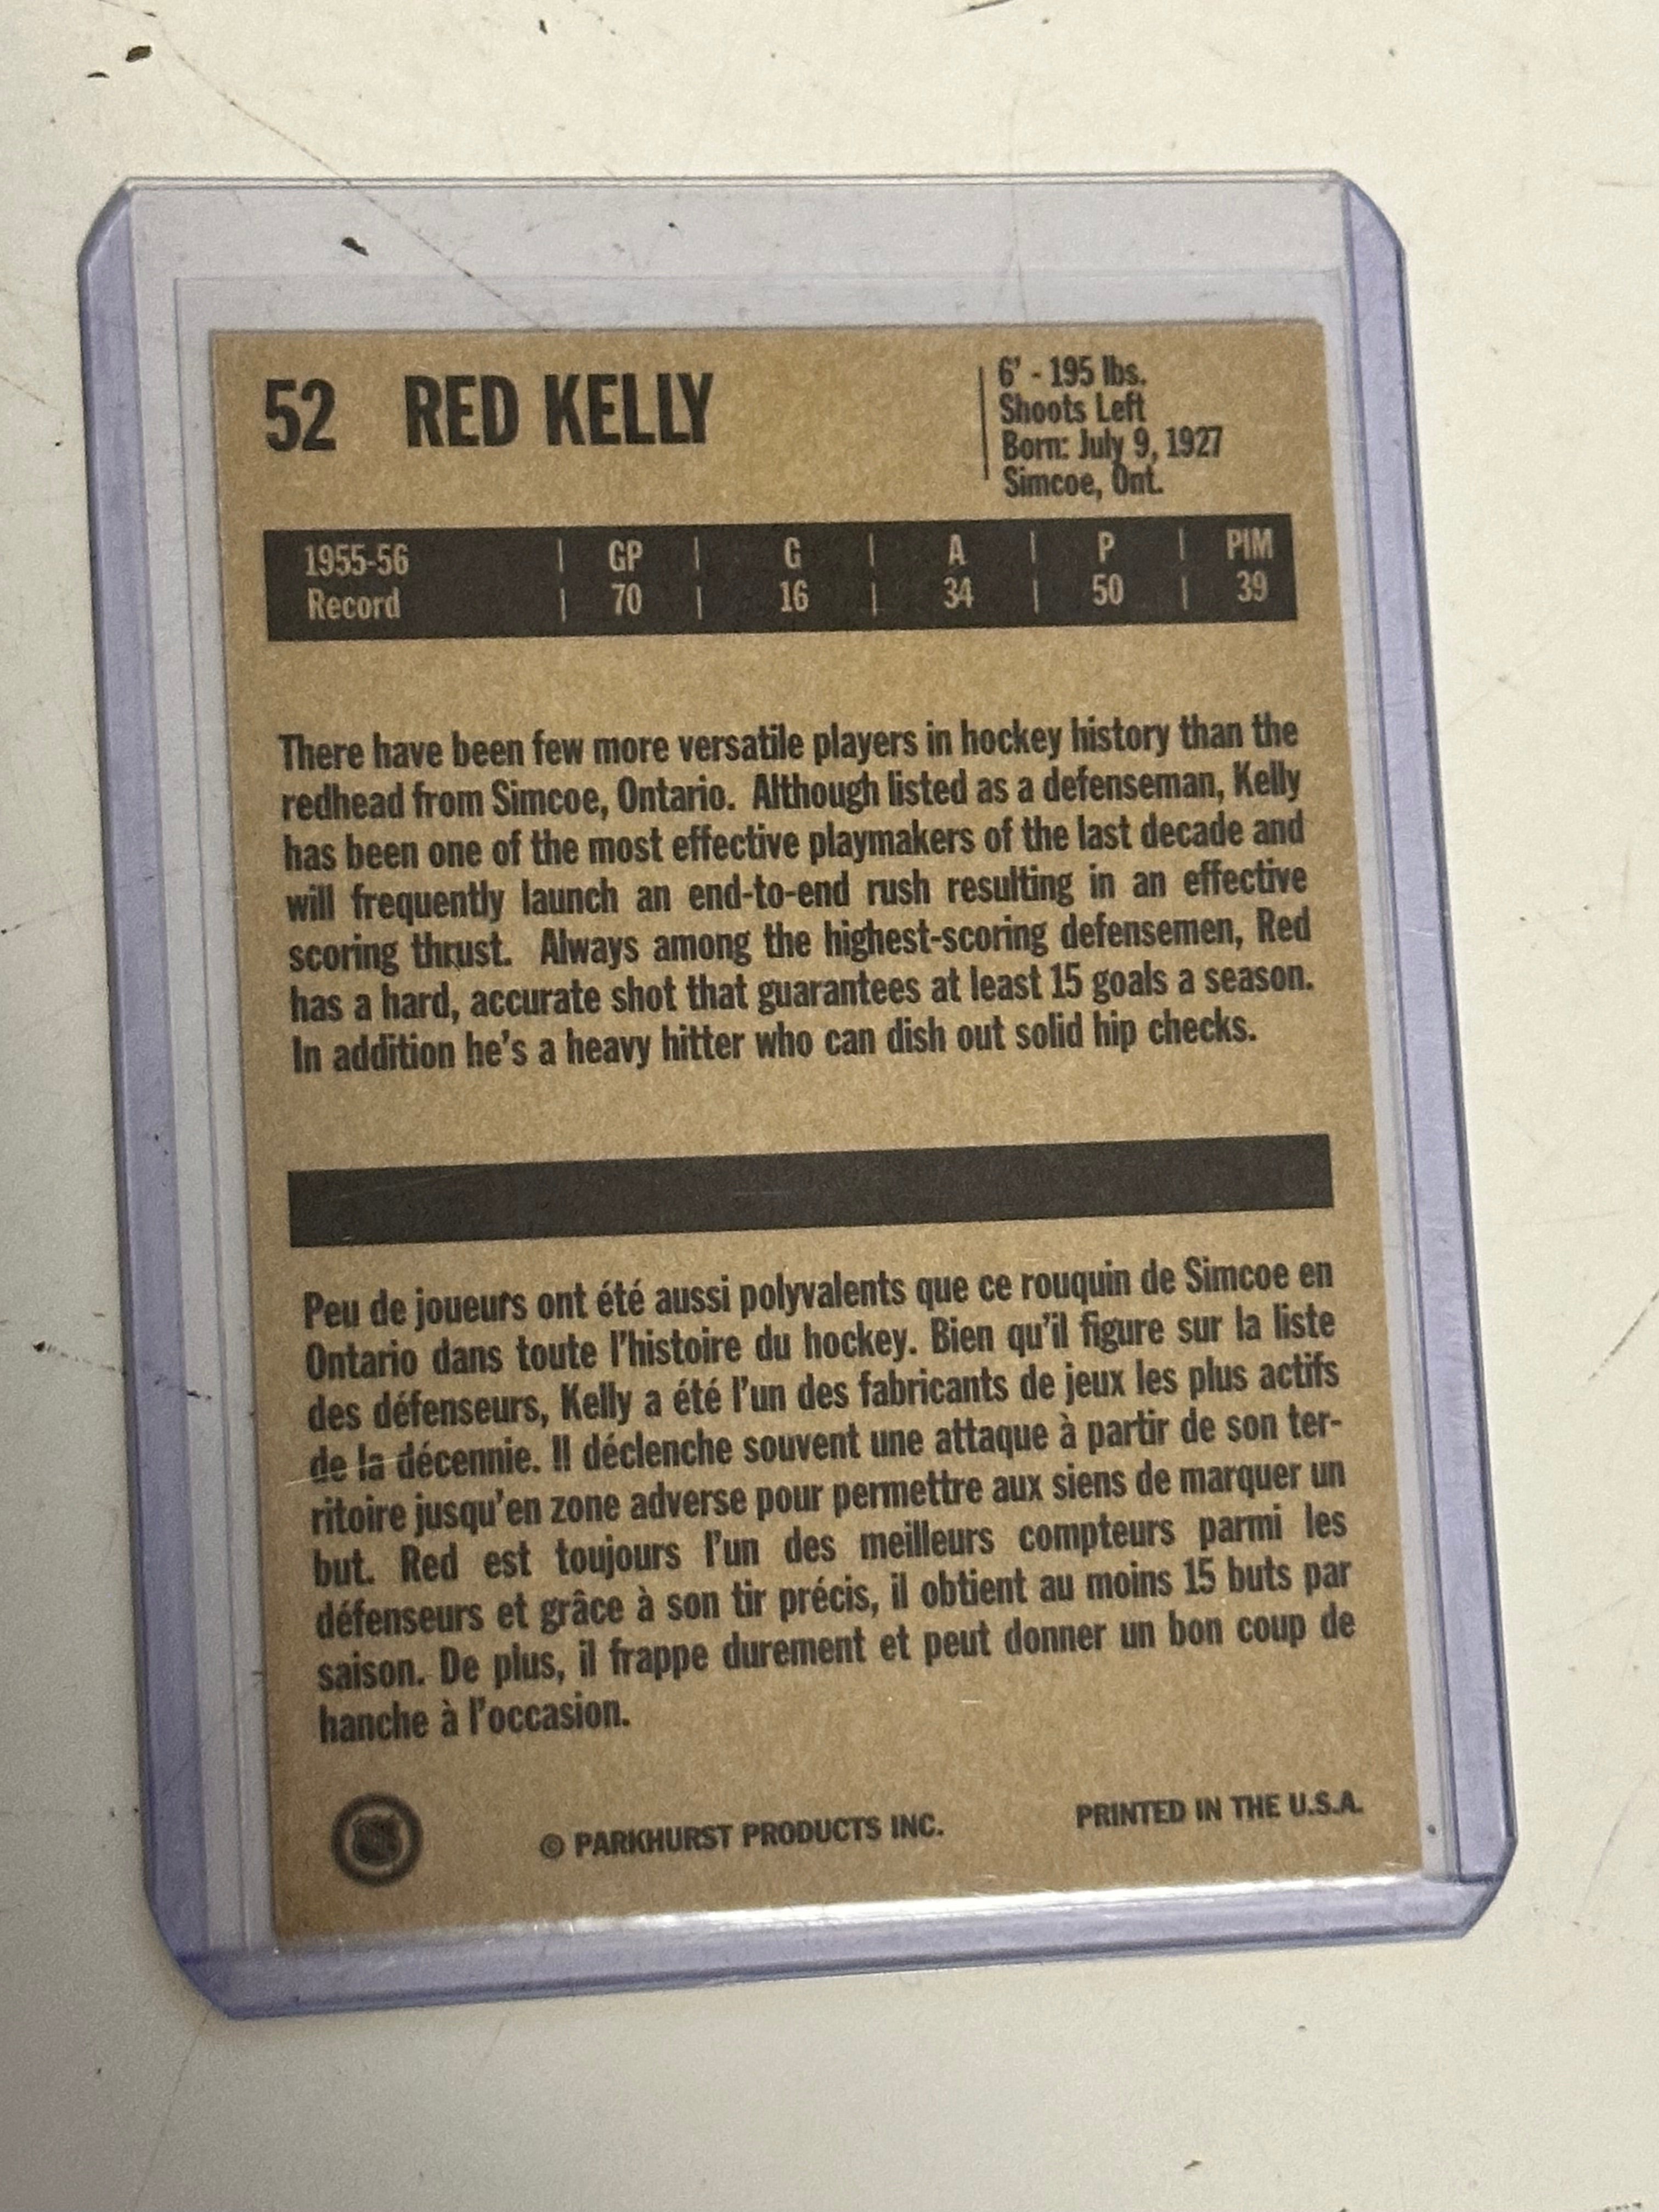 52 RED KELLY
6' - 195 lbs.
Shoots Left
Born: July 9, 1927
Simcoe, Ont.
1955-56 | GP | G | A | P | PIM
Record | 70 | 16 | 34 | 50 | 39
There have been few more versatile players in hockey history than the
redhead from Simcoe, Ontario. Although listed as a defenseman, Kelly
has been one of the most effective playmakers of the last decade and
will frequently launch an end-to-end rush resulting in an effective
scoring thrust. Always among the highest-scoring defensemen, Red
has a hard, accurate shot that guarantees at least 15 goals a season.
In addition he's a heavy hitter who can dish out solid hip checks.
Peu de joueurs ont été aussi polyvalents que ce rouquin de Simcoe en
Ontario dans toute l'histoire du hockey. Bien qu'il figure sur la liste
des défenseurs, Kelly a été l'un des fabricants de jeux les plus actifs
de la décennie. Il déclenche souvent une attaque à partir de son ter-
ritoire jusqu'en zone adverse pour permettre aux siens de marquer un
but. Red est toujours l'un des meilleurs compteurs parmi les
défenseurs et grâce à son tir précis, il obtient au moins 15 buts par
saison. De plus, il frappe durement et peut donner un bon coup de
hanche à l'occasion.
© PARKHURST PRODUCTS INC. PRINTED IN THE U.S.A.